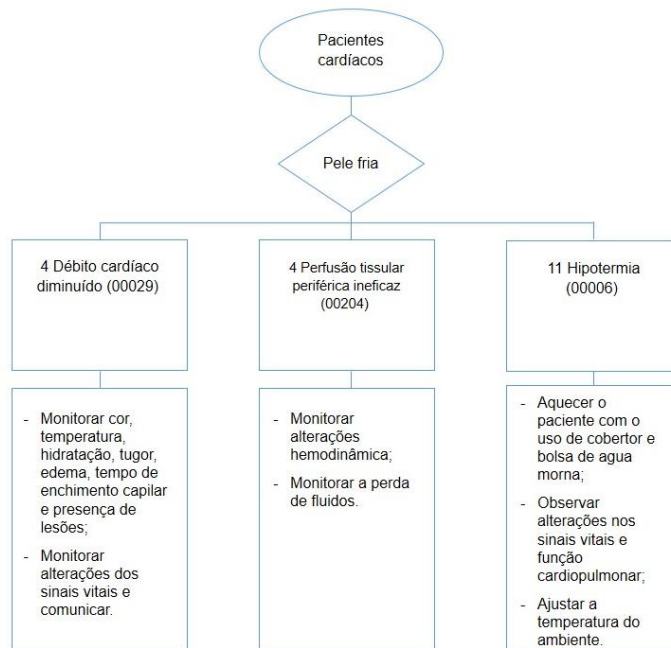 Pacientes
cardíacos
Pele fria
4 Débito cardíaco
diminuído (00029)
4 Perfusão tissular
periférica ineficaz
(00204)
11 Hipotermia
(00006)
- Monitorar cor,
temperatura,
hidratação, tugor,
edema, tempo de
enchimento capilar
e presença de
lesões;
- Monitorar
alterações dos
sinais vitais e
comunicar.
- Monitorar
alterações
hemodinâmica;
- Monitorar a perda
de fluidos.
- Aquecer o
paciente com o
uso de cobertor e
bolsa de agua
morna;
- Observar
alterações nos
sinais vitais e
função
cardiopulmonar;
- Ajustar a
temperatura do
ambiente.